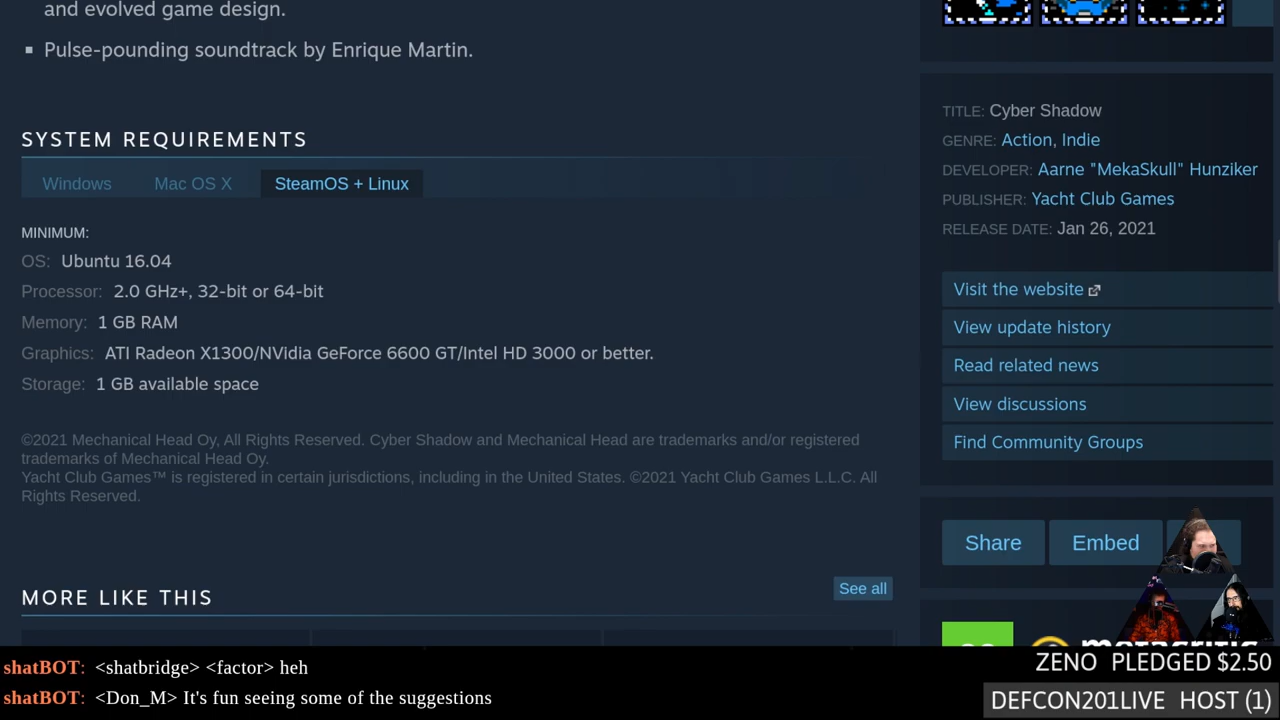 and evolved game design.
Pulse-pounding soundtrack by Enrique Martin.
SYSTEM REQUIREMENTS
Windows Mac OS X SteamOS + Linux
MINIMUM:
OS: Ubuntu 16.04
Processor: 2.0 GHz+, 32-bit or 64-bit
Memory: 1 GB RAM
Graphics: ATI Radeon X1300/NVidia GeForce 6600 GT/Intel HD 3000 or better.
Storage: 1 GB available space
©2021 Mechanical Head Oy, All Rights Reserved. Cyber Shadow and Mechanical Head are trademarks and/or registered
trademarks of Mechanical Head Oy.
Yacht Club Games™ is registered in certain jurisdictions, including in the United States. ©2021 Yacht Club Games L.L.C. All
Rights Reserved.
MORE LIKE THIS
See all
TITLE: Cyber Shadow
GENRE: Action, Indie
DEVELOPER: Aarne "MekaSkull" Hunziker
PUBLISHER: Yacht Club Games
RELEASE DATE: Jan 26, 2021
Visit the website
View update history
Read related news
View discussions
Find Community Groups
Share Embed
metacritic
shatBOT: <shatbridge> <factor> heh
shatBOT: <Don_M> It's fun seeing some of the suggestions
ZENO PLEDGED $2.50
DEFCON201LIVE HOST (1)